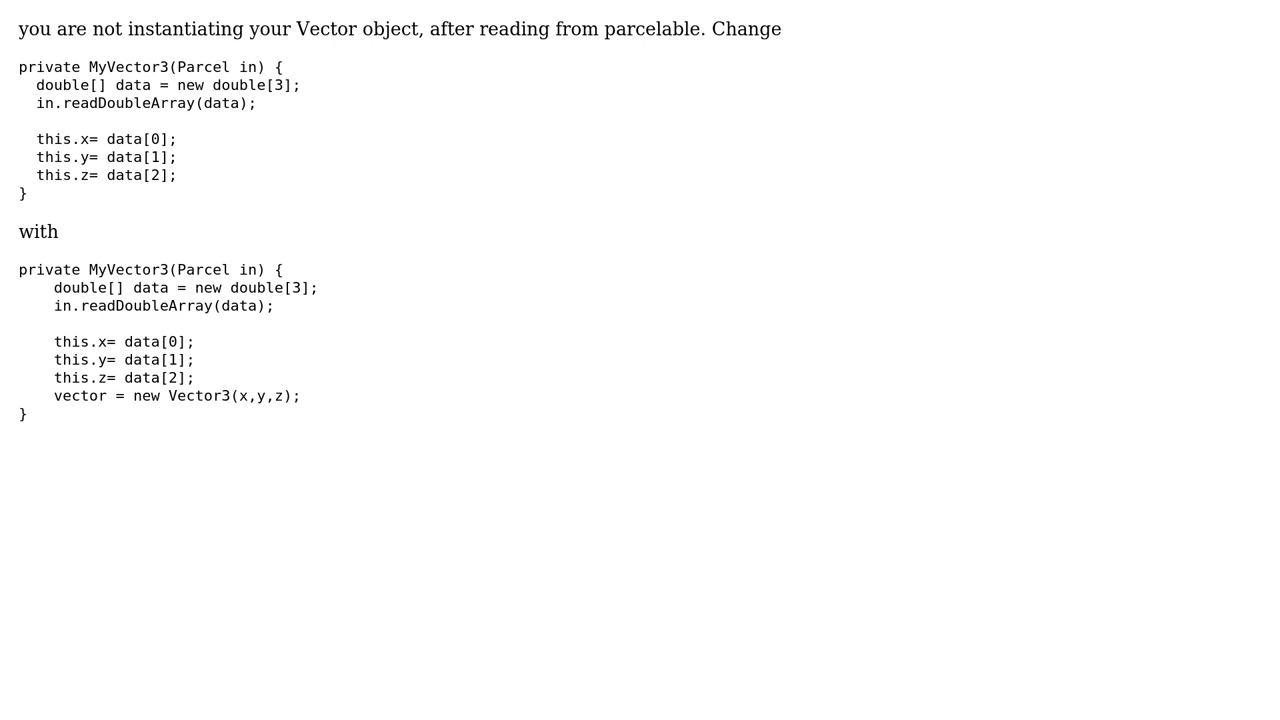 you are not instantiating your Vector object, after reading from parcelable. Change
private MyVector3(Parcel in) {
  double[] data = new double[3];
  in.readDoubleArray(data);

  this.x= data[0];
  this.y= data[1];
  this.z= data[2];
}
with
private MyVector3(Parcel in) {
    double[] data = new double[3];
    in.readDoubleArray(data);

    this.x= data[0];
    this.y= data[1];
    this.z= data[2];
    vector = new Vector3(x,y,z);
}